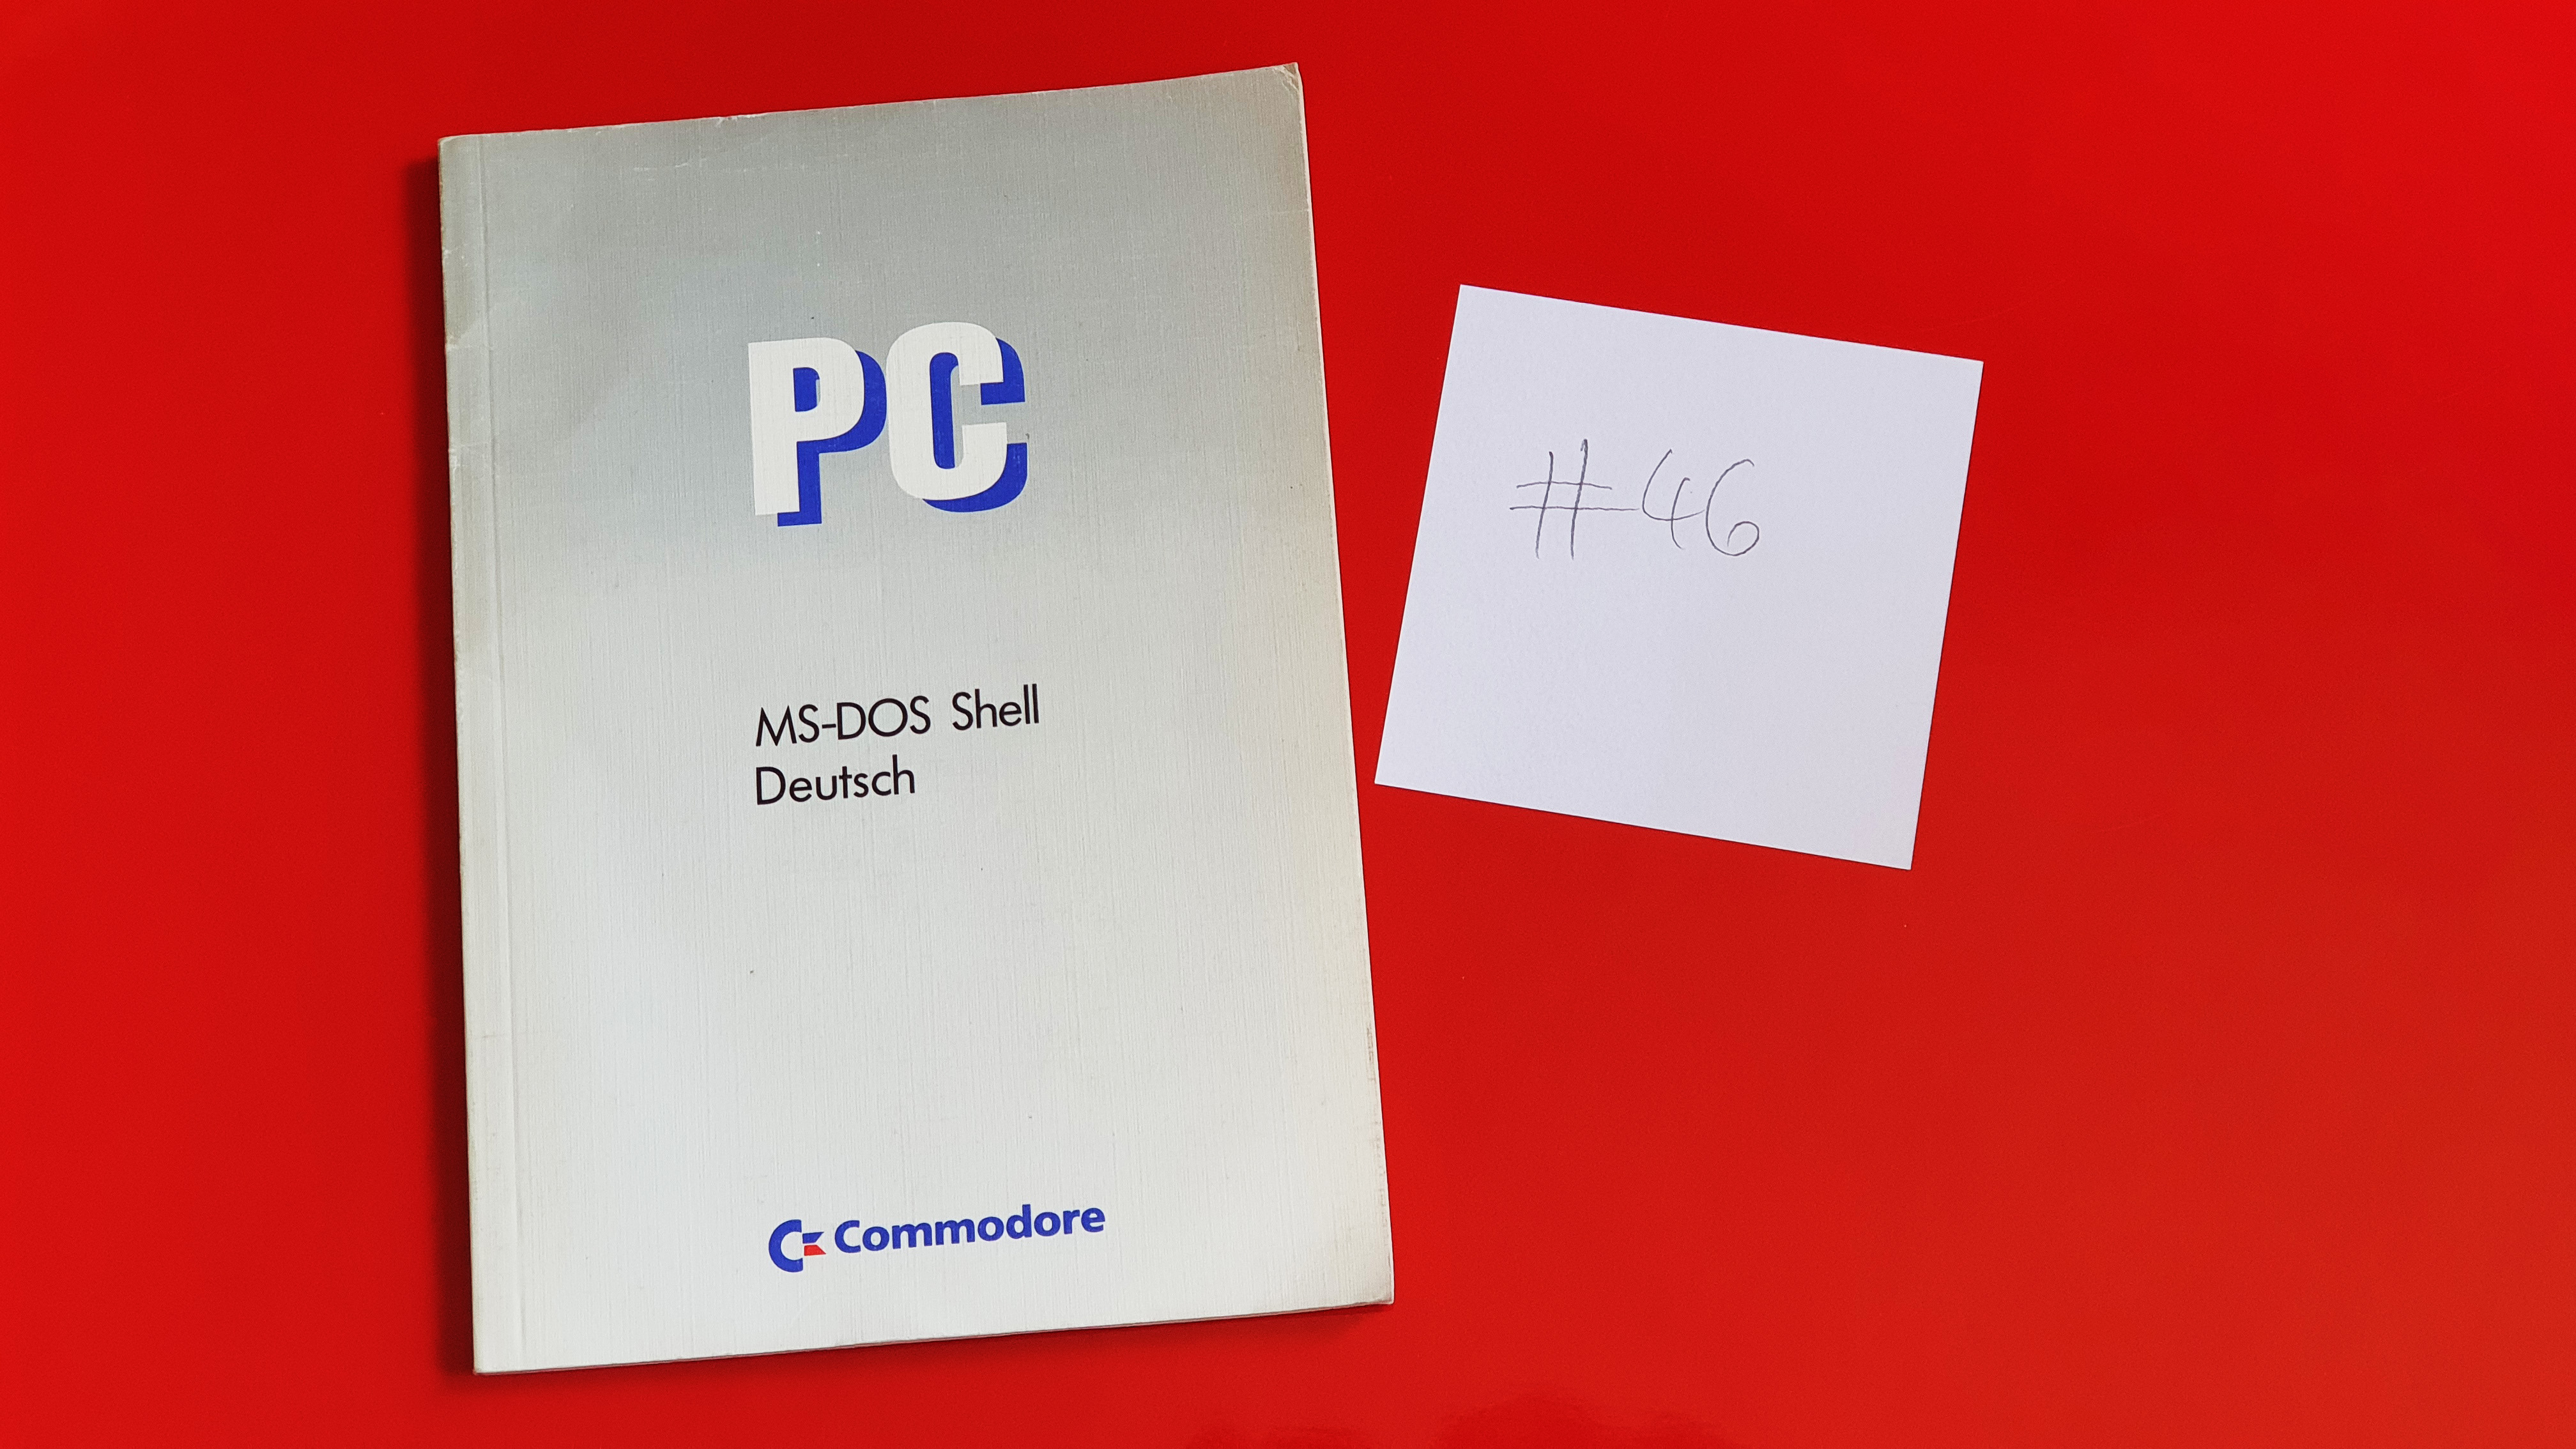 PC
MS-DOS Shell
Deutsch
Commodore
#46